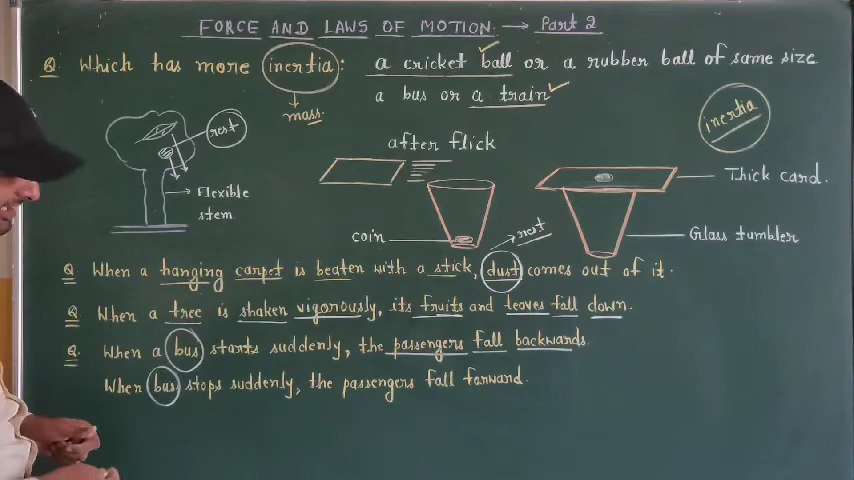 FORCE AND LAWS OF MOTION → Part 2
Q Which has more inertia: a cricket ball or a rubber ball of same size
a bus or a train
mass
inertia
rest
after flick
Thick card.
Flexible
stem
coin
rest
Glass tumbler
Q When a hanging carpet is beaten with a stick, dust comes out of it.
Q When a tree is shaken vigorously, its fruits and leaves fall down.
Q. When a bus starts suddenly, the passengers fall backwards.
When bus stops suddenly, the passengers fall forward.